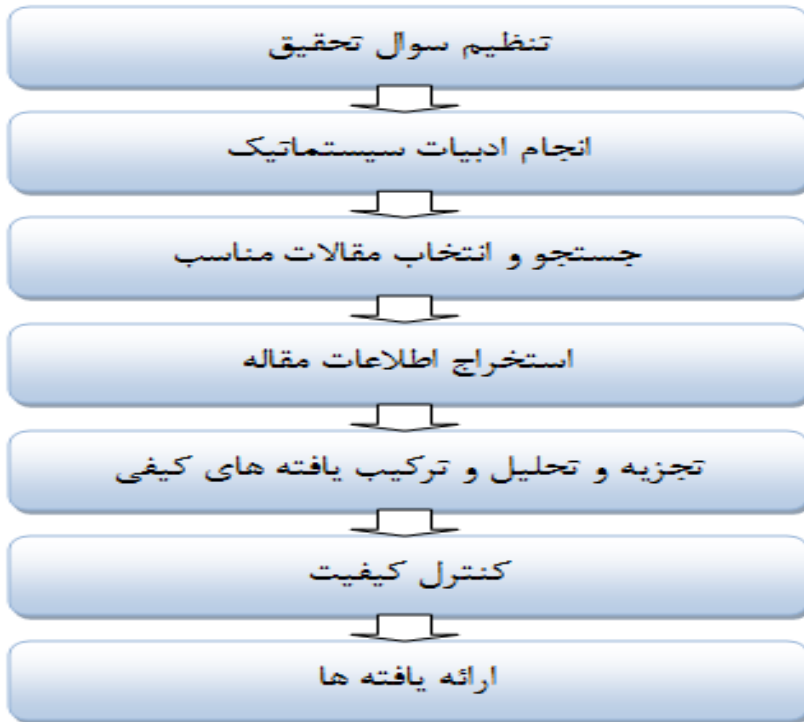 تنظیم سوال تحقیق
انجام ادبیات سیستماتیک
جستجو و انتخاب مقالات مناسب
استخراج اطلاعات مقاله
تجزیه و تحلیل و ترکیب یافته های کیفی
کنترل کیفیت
ارائه یافته ها